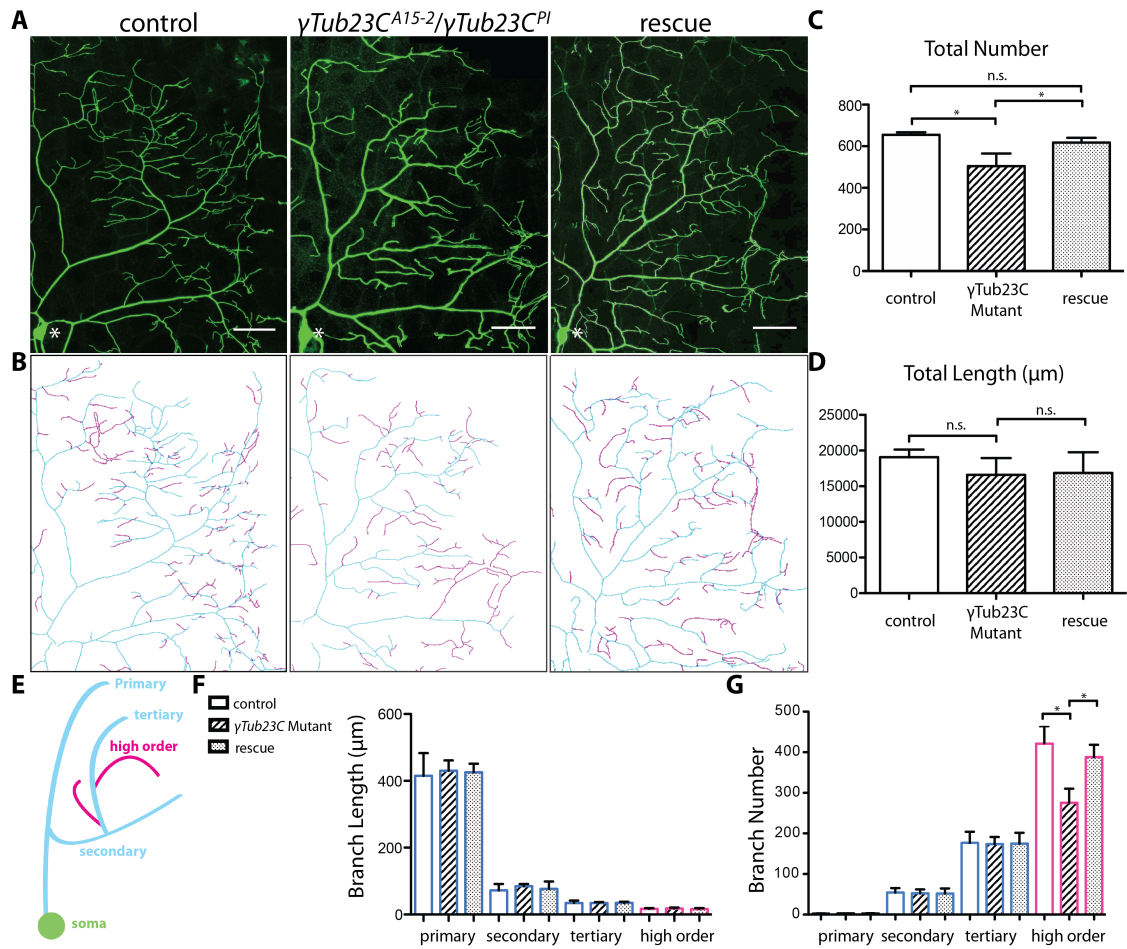 A
control
γTub23C^A15-2/γTub23C^PI
rescue
*
*
*
B
C
Total Number
n.s.
*
*
800
600
400
200
0
control
γTub23C
Mutant
rescue
D
Total Length (μm)
n.s.
n.s.
25000
20000
15000
10000
5000
0
control
γTub23C
Mutant
rescue
E
Primary
tertiary
high order
secondary
soma
F
control
γTub23C Mutant
rescue
Branch Length (μm)
600
400
200
0
primary
secondary
tertiary
high order
G
Branch Number
500
400
300
200
100
0
*
*
primary
secondary
tertiary
high order